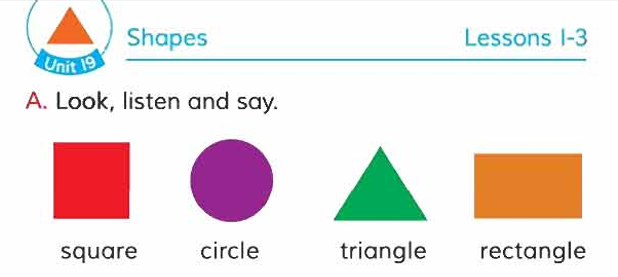 Shapes Lessons 1-3
Unit 19
A. Look, listen and say.
square circle triangle rectangle